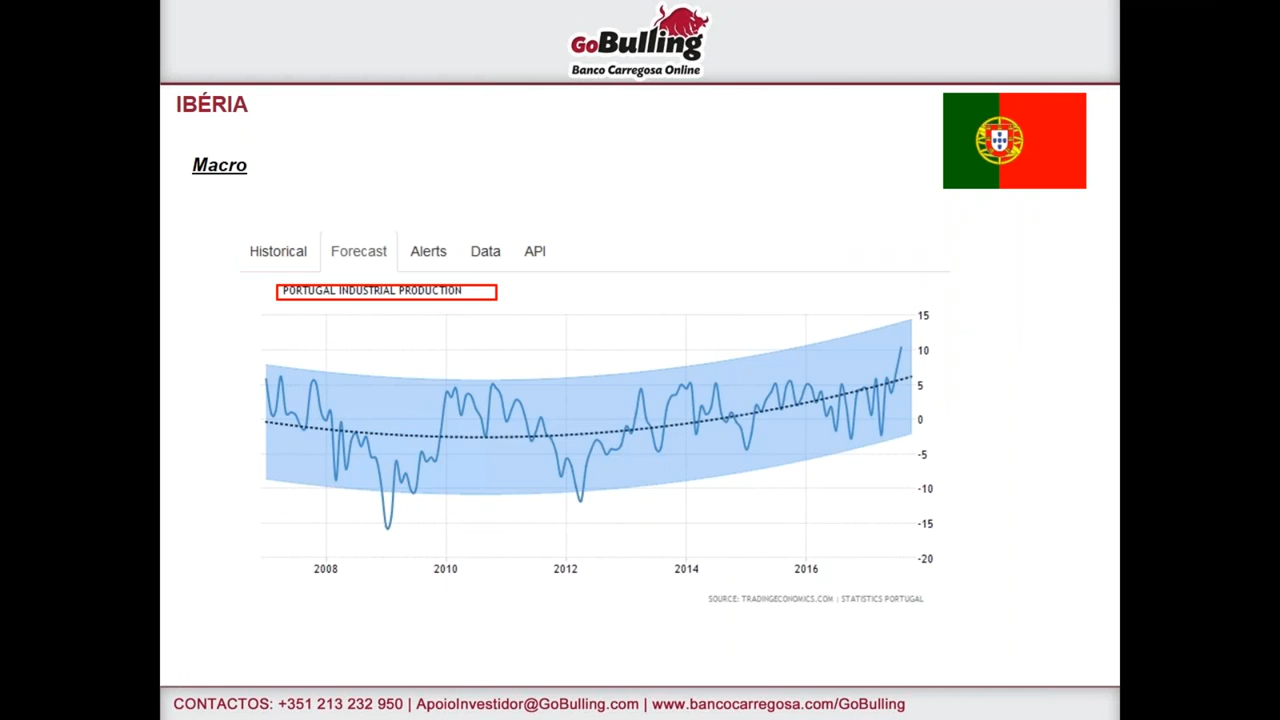 GoBulling
Banco Carregosa Online
IBÉRIA
Macro
Historical Forecast Alerts Data API
PORTUGAL INDUSTRIAL PRODUCTION
15
10
5
0
-5
-10
-15
-20
2008 2010 2012 2014 2016
SOURCE: TRADINGECONOMICS.COM | STATISTICS PORTUGAL
CONTACTOS: +351 213 232 950 | ApoioInvestidor@GoBulling.com | www.bancocarregosa.com/GoBulling